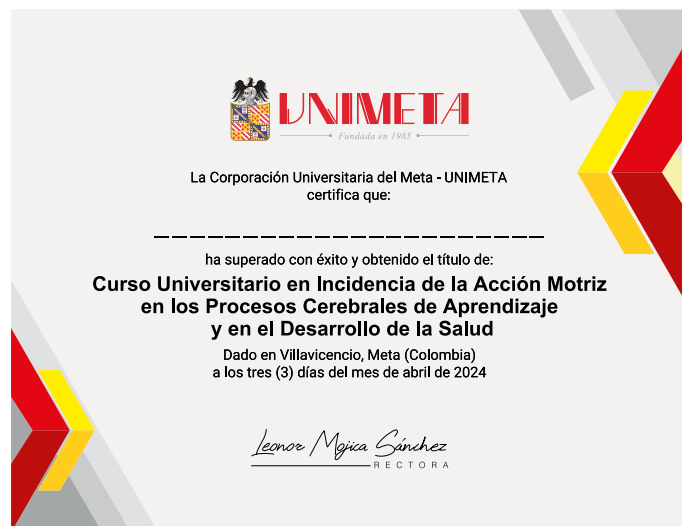 UNIMETA
Fundada en 1985
La Corporación Universitaria del Meta - UNIMETA
certifica que:
________________________
ha superado con éxito y obtenido el título de:
Curso Universitario en Incidencia de la Acción Motriz
en los Procesos Cerebrales de Aprendizaje
y en el Desarrollo de la Salud
Dado en Villavicencio, Meta (Colombia)
a los tres (3) días del mes de abril de 2024
Leonor Mojica Sánchez
RECTORA